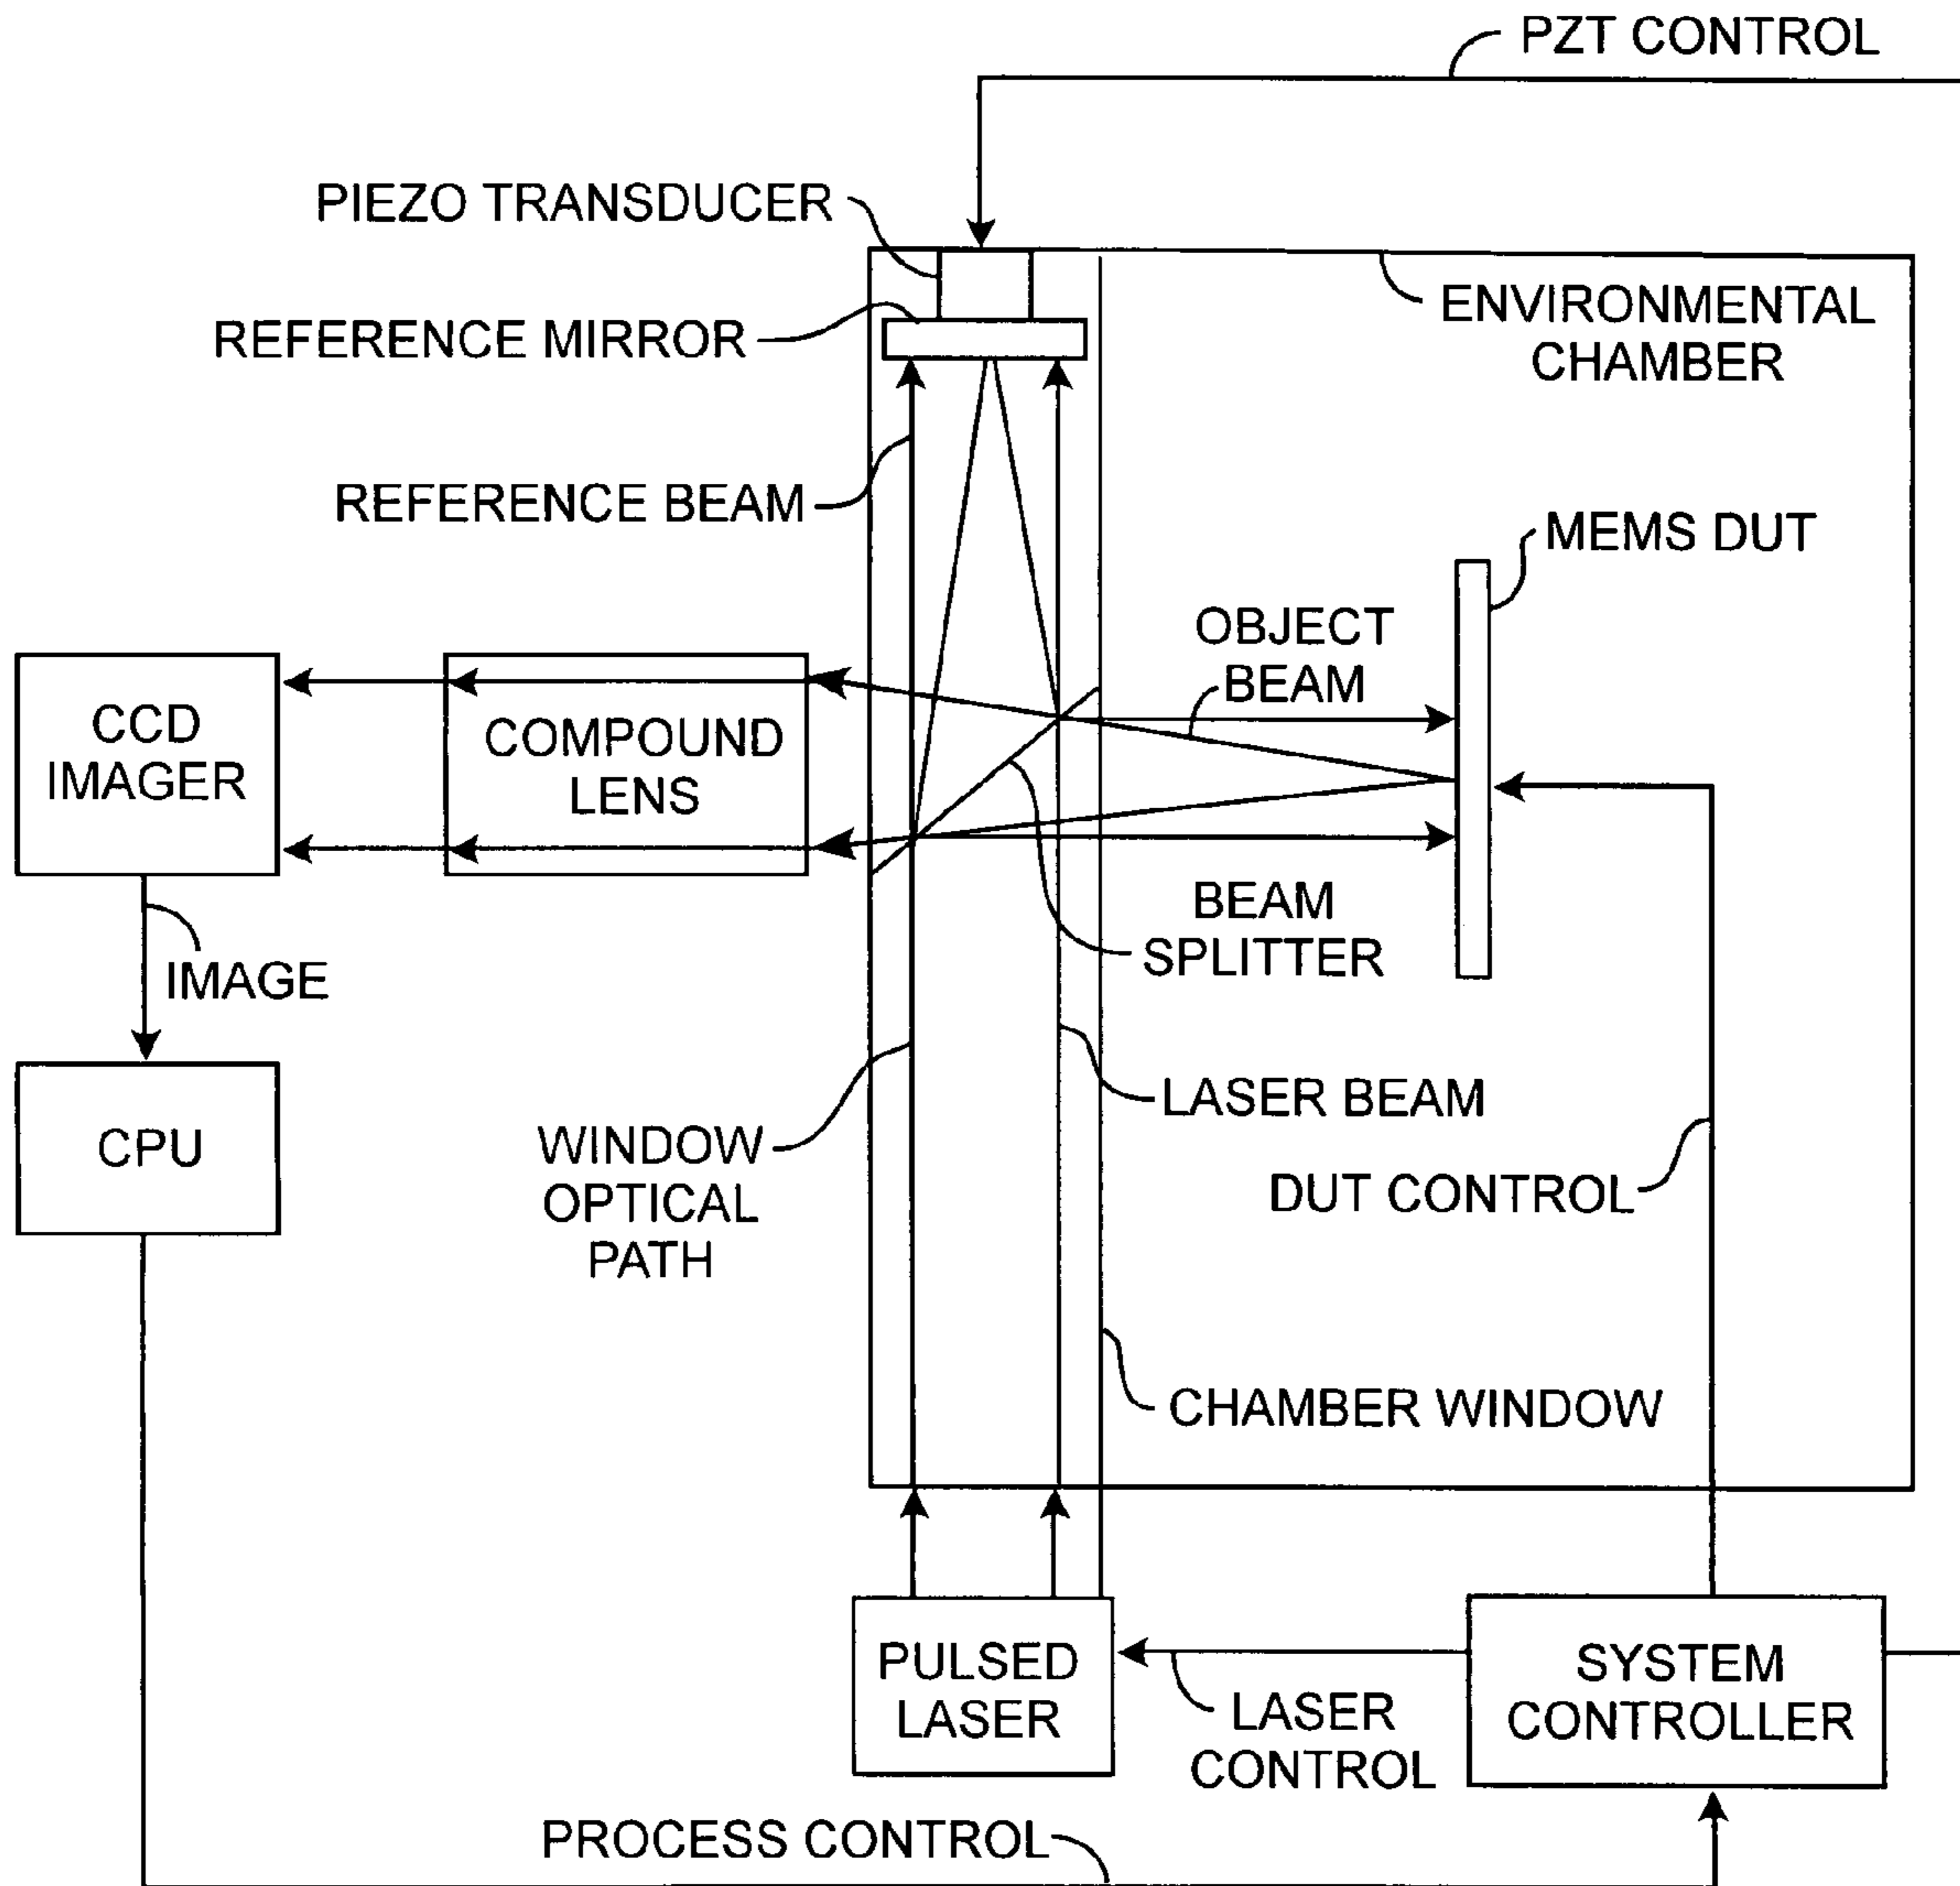 PZT CONTROL
PIEZO TRANSDUCER
REFERENCE MIRROR
ENVIRONMENTAL
CHAMBER
REFERENCE BEAM
MEMS DUT
OBJECT
BEAM
CCD
IMAGER
COMPOUND
LENS
BEAM
SPLITTER
IMAGE
CPU
LASER BEAM
WINDOW
OPTICAL
PATH
DUT CONTROL
CHAMBER WINDOW
PULSED
LASER
LASER
CONTROL
SYSTEM
CONTROLLER
PROCESS CONTROL